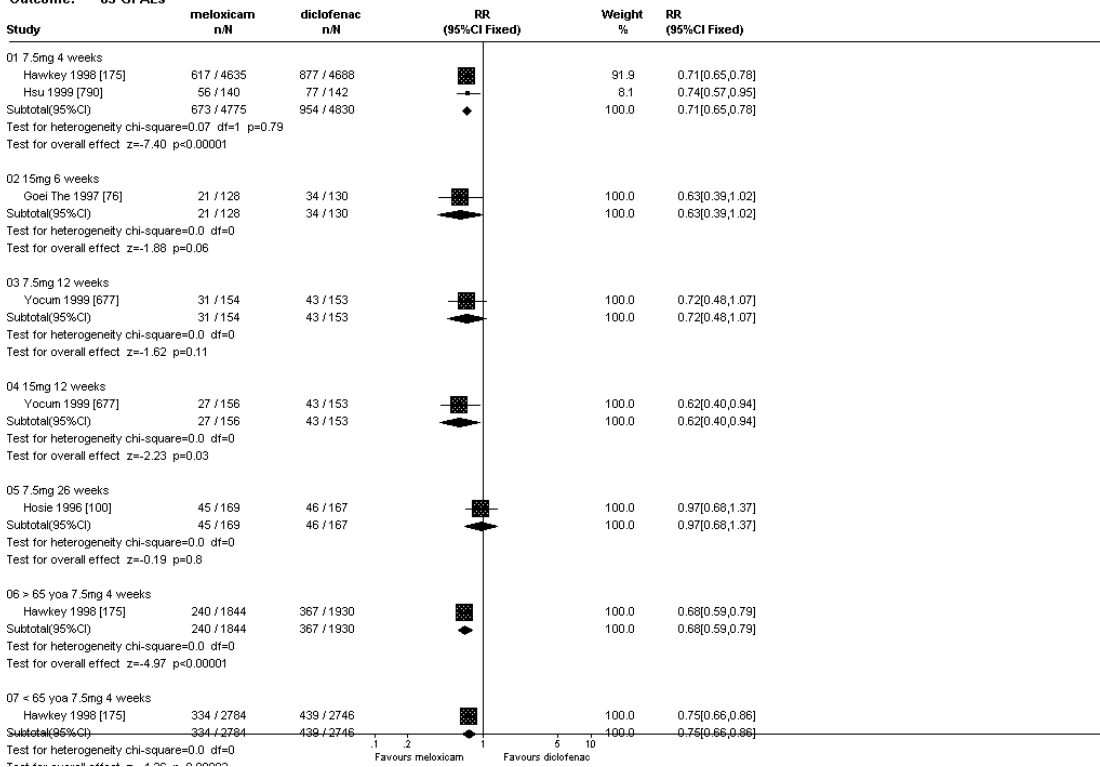 Outcome: 03 GI AEs
meloxicam diclofenac RR Weight RR
Study n/N n/N (95%CI Fixed) % (95%CI Fixed)
01 7.5mg 4 weeks
Hawkey 1998 [175] 617 / 4635 877 / 4688 91.9 0.71[0.65,0.78]
Hsu 1999 [790] 56 / 140 77 / 142 8.1 0.74[0.57,0.95]
Subtotal(95%CI) 673 / 4775 954 / 4830 100.0 0.71[0.65,0.78]
Test for heterogeneity chi-square=0.07 df=1 p=0.79
Test for overall effect z=-7.40 p<0.00001
02 15mg 6 weeks
Goei The 1997 [76] 21 / 128 34 / 130 100.0 0.63[0.39,1.02]
Subtotal(95%CI) 21 / 128 34 / 130 100.0 0.63[0.39,1.02]
Test for heterogeneity chi-square=0.0 df=0
Test for overall effect z=-1.88 p=0.06
03 7.5mg 12 weeks
Yocum 1999 [677] 31 / 154 43 / 153 100.0 0.72[0.48,1.07]
Subtotal(95%CI) 31 / 154 43 / 153 100.0 0.72[0.48,1.07]
Test for heterogeneity chi-square=0.0 df=0
Test for overall effect z=-1.62 p=0.11
04 15mg 12 weeks
Yocum 1999 [677] 27 / 156 43 / 153 100.0 0.62[0.40,0.94]
Subtotal(95%CI) 27 / 156 43 / 153 100.0 0.62[0.40,0.94]
Test for heterogeneity chi-square=0.0 df=0
Test for overall effect z=-2.23 p=0.03
05 7.5mg 26 weeks
Hosie 1996 [100] 45 / 169 46 / 167 100.0 0.97[0.68,1.37]
Subtotal(95%CI) 45 / 169 46 / 167 100.0 0.97[0.68,1.37]
Test for heterogeneity chi-square=0.0 df=0
Test for overall effect z=-0.19 p=0.8
06 > 65 yoa 7.5mg 4 weeks
Hawkey 1998 [175] 240 / 1844 367 / 1930 100.0 0.68[0.59,0.79]
Subtotal(95%CI) 240 / 1844 367 / 1930 100.0 0.68[0.59,0.79]
Test for heterogeneity chi-square=0.0 df=0
Test for overall effect z=-4.97 p<0.00001
07 < 65 yoa 7.5mg 4 weeks
Hawkey 1998 [175] 334 / 2784 439 / 2746 100.0 0.75[0.66,0.86]
Subtotal(95%CI) 334 / 2784 439 / 2746 100.0 0.75[0.66,0.86]
Test for heterogeneity chi-square=0.0 df=0
.1 .2 1 5 10
Favours meloxicam Favours diclofenac
Test for overall effect